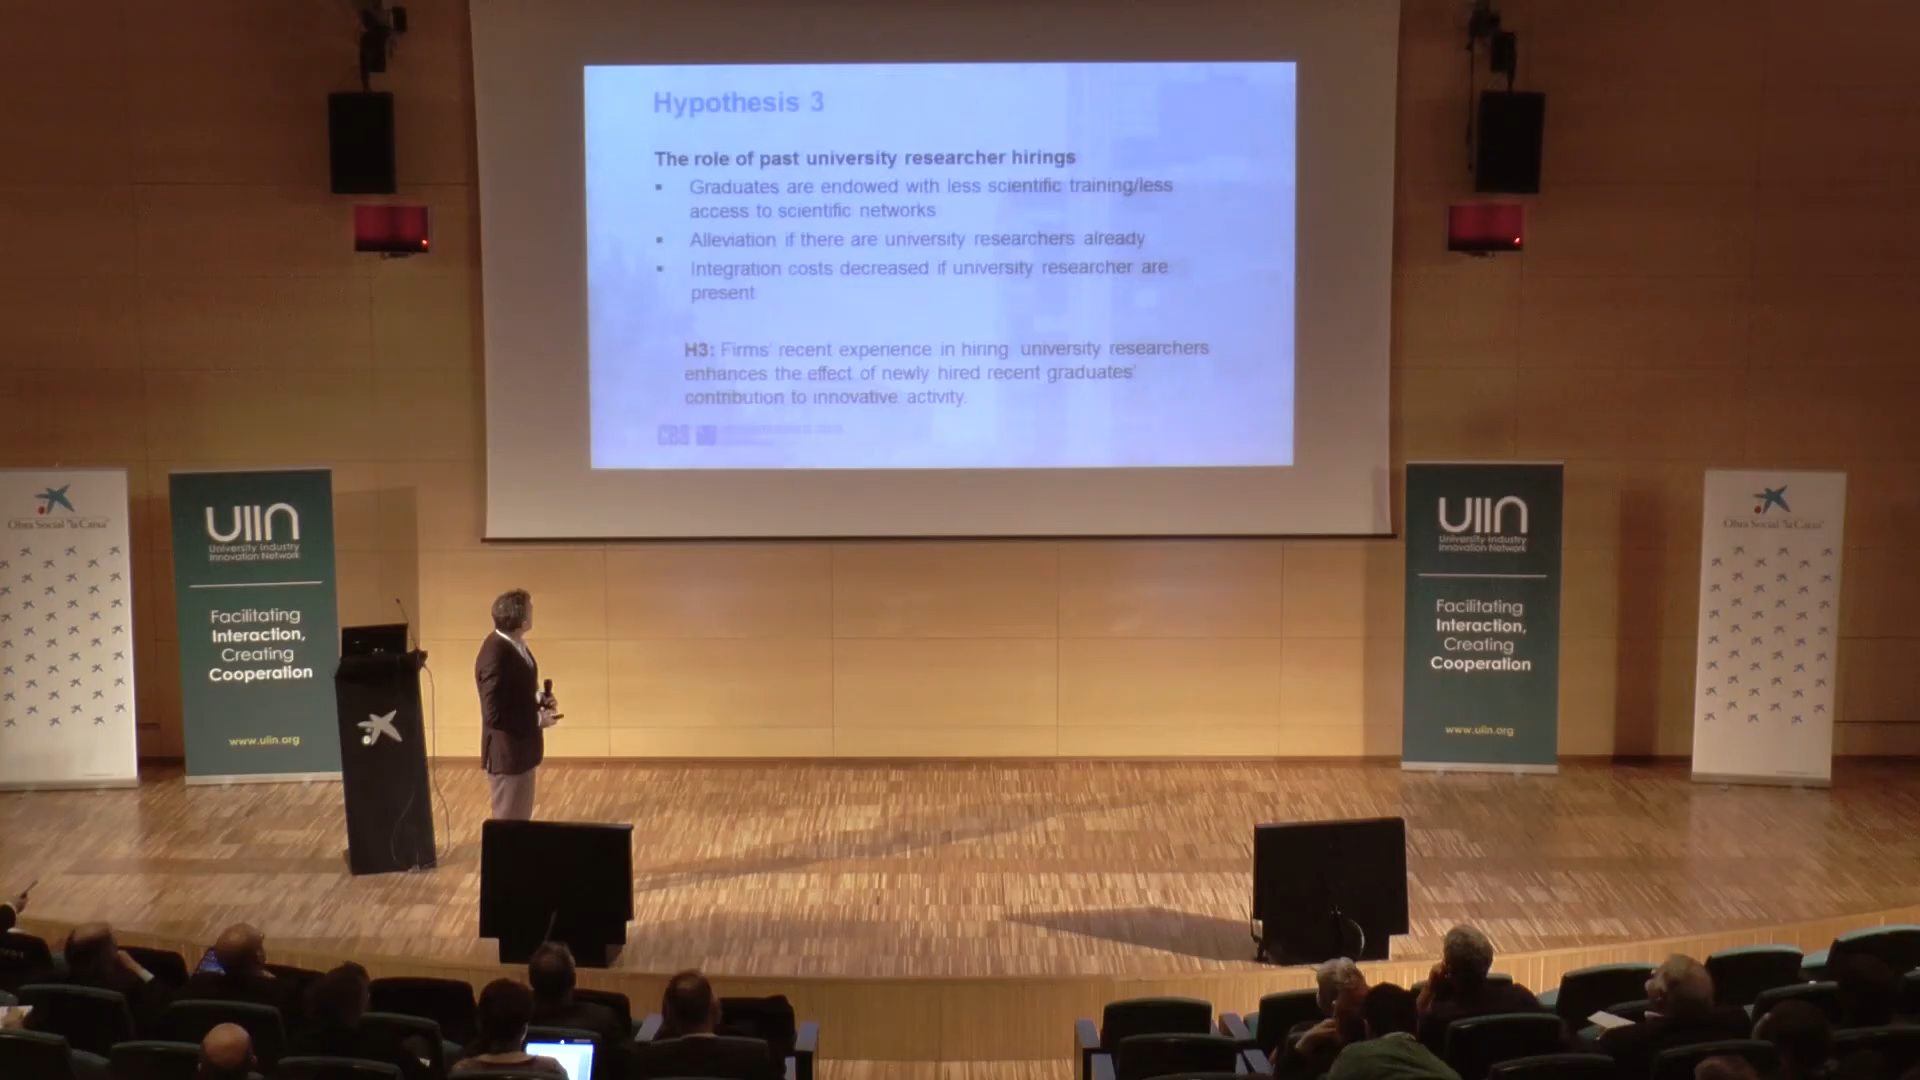 Hypothesis 3
The role of past university researcher hirings
▪ Graduates are endowed with less scientific training/less
access to scientific networks
▪ Alleviation if there are university researchers already
▪ Integration costs decreased if university researcher are
present
H3: Firms' recent experience in hiring university researchers
enhances the effect of newly hired recent graduates'
contribution to innovative activity.
CBS
Obra Social "la Caixa"
UIIN
University Industry
Innovation Network
Facilitating
Interaction,
Creating
Cooperation
www.uiin.org
UIIN
University Industry
Innovation Network
Facilitating
Interaction,
Creating
Cooperation
www.uiin.org
Obra Social "la Caixa"